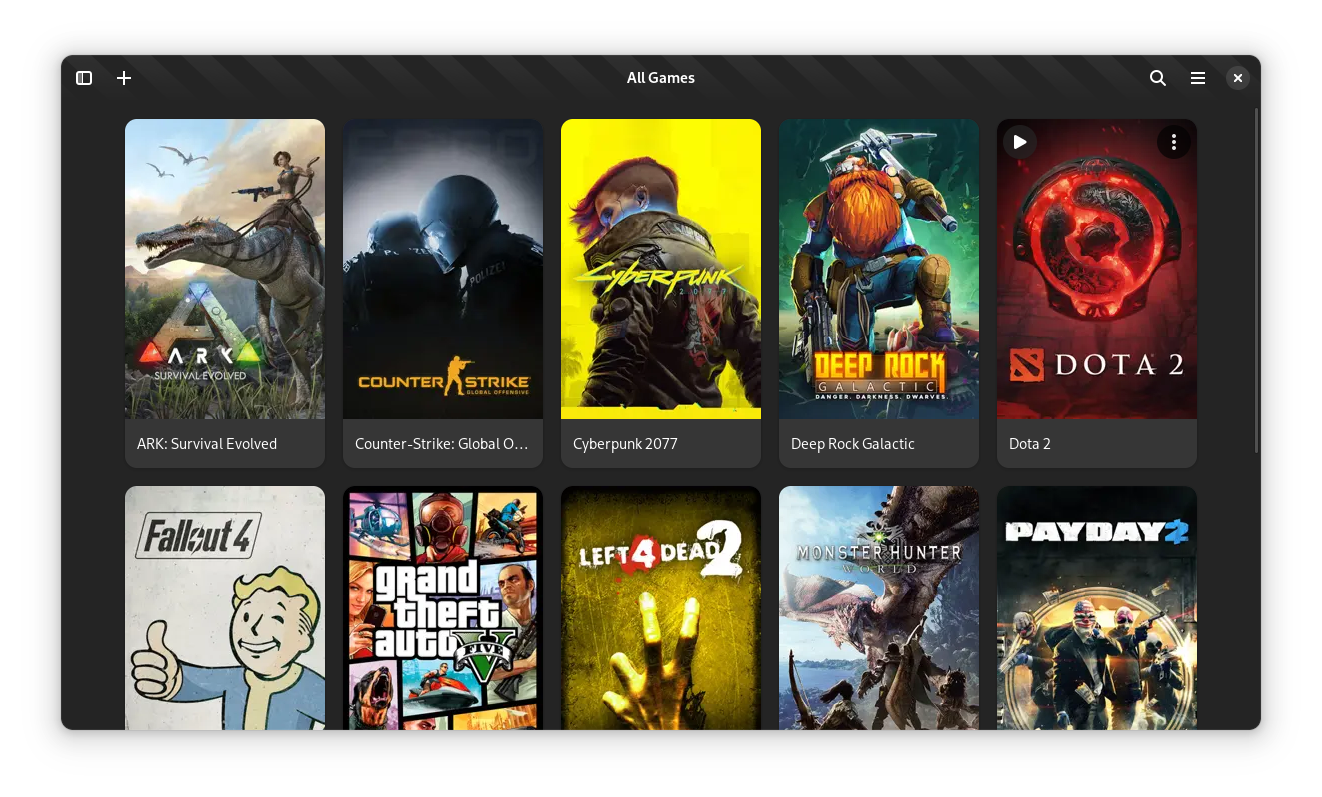 All Games
ARK
SURVIVAL EVOLVED
POLIZEI
COUNTER STRIKE
GLOBAL OFFENSIVE
Cyberpunk
2077
DEEP ROCK
GALACTIC
DANGER. DARKNESS. DWARVES.
DOTA 2
ARK: Survival Evolved
Counter-Strike: Global O…
Cyberpunk 2077
Deep Rock Galactic
Dota 2
Fallout 4
grand
theft
auto
FIVE
LEFT 4 DEAD 2
MONSTER HUNTER
WORLD
PAYDAY 2